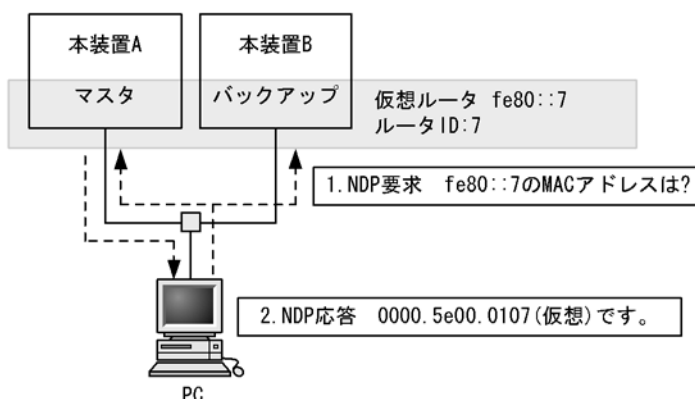 本装置A
本装置B
マスタ
バックアップ
仮想ルータ fe80::7
ルータID:7
1.NDP要求 fe80::7のMACアドレスは?
2.NDP応答 0000.5e00.0107(仮想)です。
PC